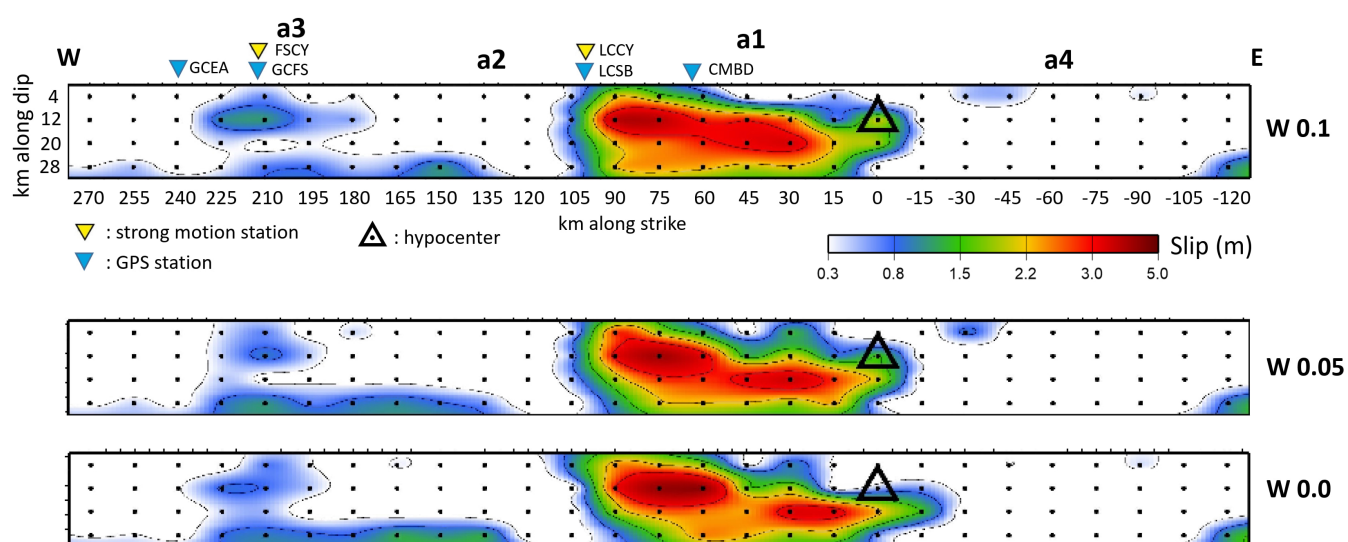 a3
a1
W
FSCY
LCCY
a2
a4
E
GCEA
GCFS
LCSB
CMBD
km along dip
4
12
20
28
W 0.1
270 255 240 225 210 195 180 165 150 135 120 105 90 75 60 45 30 15 0 -15 -30 -45 -60 -75 -90 -105 -120
km along strike
: strong motion station
: hypocenter
: GPS station
Slip (m)
0.3 0.8 1.5 2.2 3.0 5.0
W 0.05
W 0.0